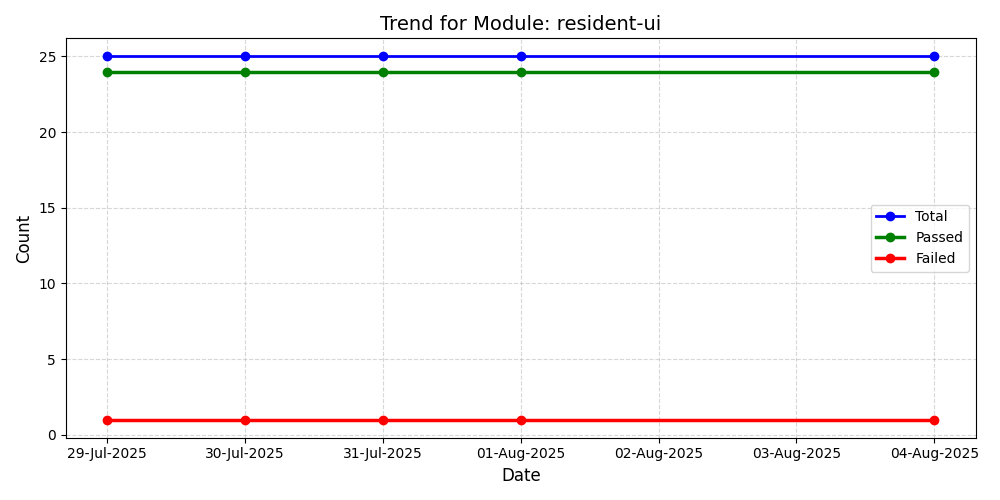 Trend for Module: resident-ui
25
20
15
10
5
0
Count
Total
Passed
Failed
29-Jul-2025 30-Jul-2025 31-Jul-2025 01-Aug-2025 02-Aug-2025 03-Aug-2025 04-Aug-2025
Date